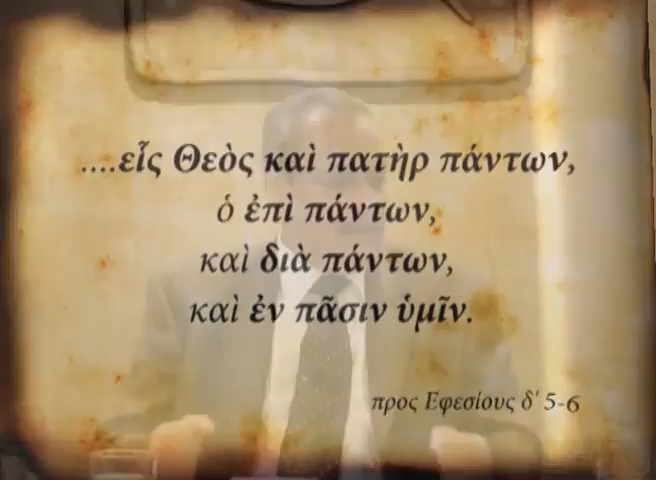 ....εἷς Θεὸς καὶ πατὴρ πάντων,
ὁ ἐπὶ πάντων,
καὶ διὰ πάντων,
καὶ ἐν πᾶσιν ὑμῖν.
προς Εφεσίους δ' 5-6